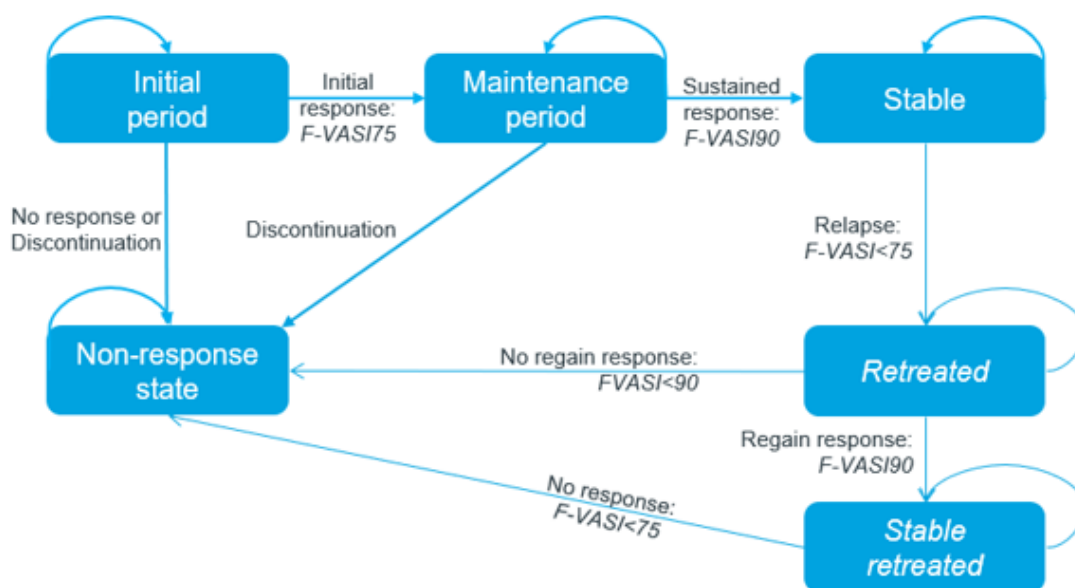 Initial
period
Initial
response:
F-VASI75
Maintenance
period
Sustained
response:
F-VASI90
Stable
No response or
Discontinuation
Discontinuation
Relapse:
F-VASI<75
Non-response
state
No regain response:
FVASI<90
Retreated
Regain response:
F-VASI90
No response:
F-VASI<75
Stable
retreated